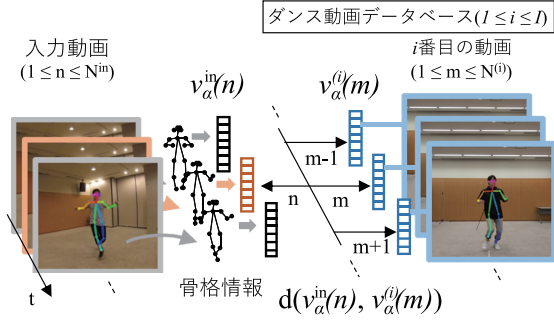 ダンス動画データベース(1 ≤ i ≤ I)
入力動画
(1 ≤ n ≤ N^in)
i番目の動画
(1 ≤ m ≤ N^(i))
v_α^in(n)
v_α^(i)(m)
m-1
n
m
m+1
t
骨格情報
d(v_α^in(n), v_α^(i)(m))